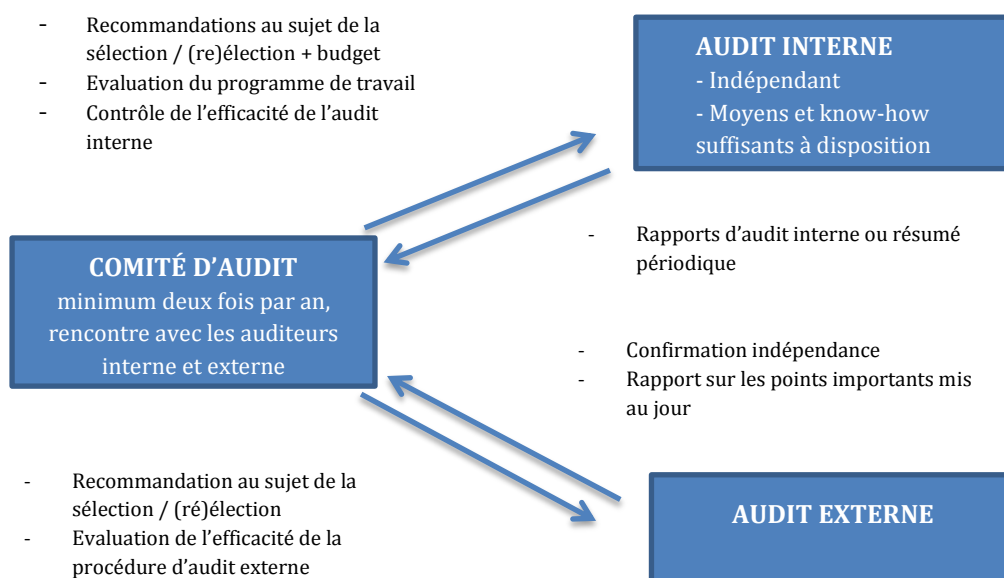 - Recommandations au sujet de la
sélection / (re)élection + budget
- Evaluation du programme de travail
- Contrôle de l’efficacité de l’audit
interne
AUDIT INTERNE
- Indépendant
- Moyens et know-how
suffisants à disposition
- Rapports d’audit interne ou résumé
périodique
COMITÉ D’AUDIT
minimum deux fois par an,
rencontre avec les auditeurs
interne et externe
- Confirmation indépendance
- Rapport sur les points importants mis
au jour
- Recommandation au sujet de la
sélection / (ré)élection
- Evaluation de l’efficacité de la
procédure d’audit externe
AUDIT EXTERNE